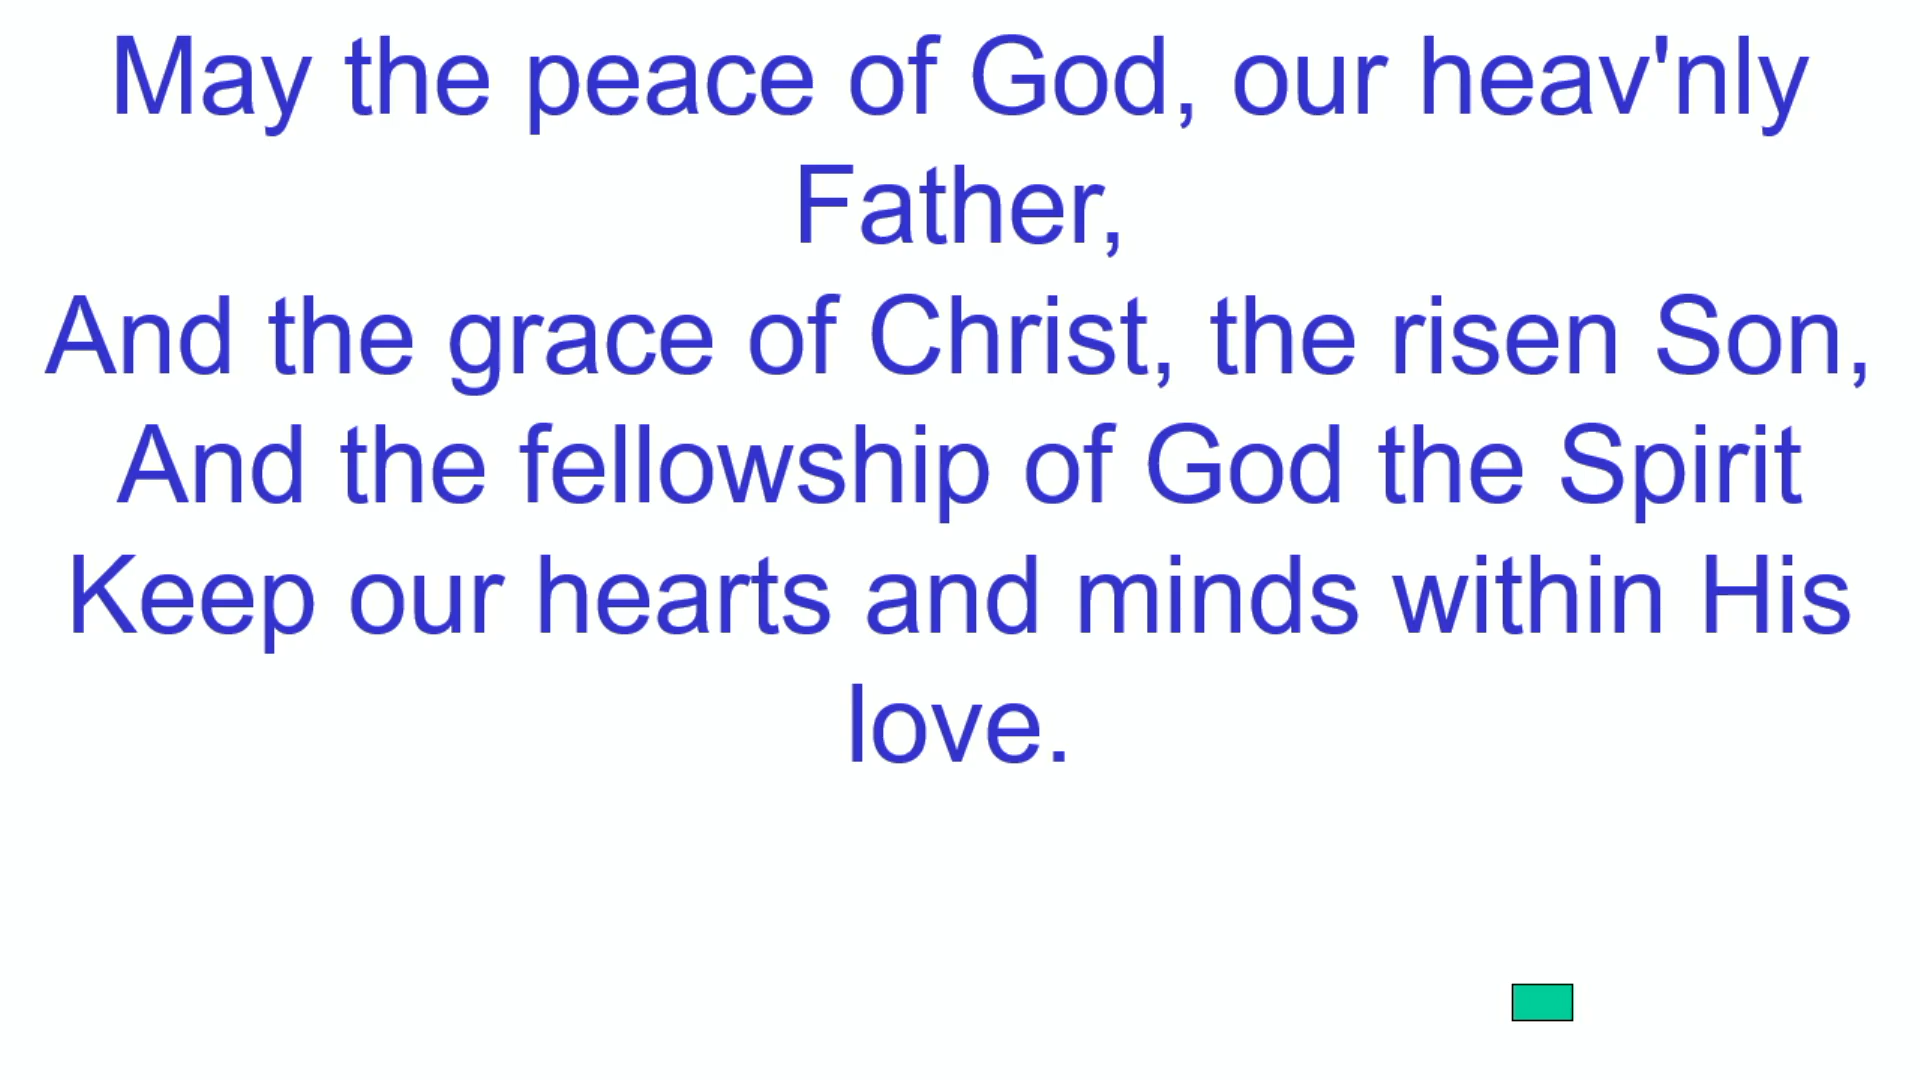 May the peace of God, our heav'nly
Father,
And the grace of Christ, the risen Son,
And the fellowship of God the Spirit
Keep our hearts and minds within His
love.